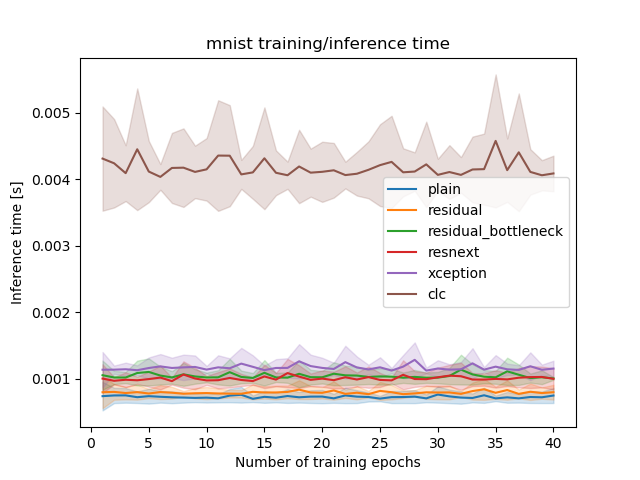 mnist training/inference time
Inference time [s]
0.005
0.004
0.003
0.002
0.001
plain
residual
residual_bottleneck
resnext
xception
clc
0 5 10 15 20 25 30 35 40
Number of training epochs